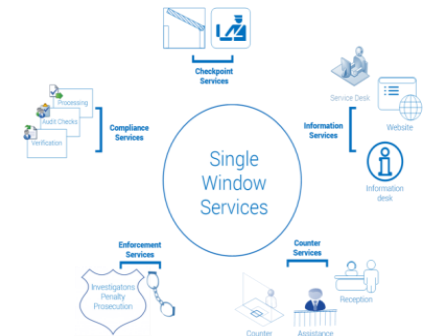 Checkpoint
Services
Service Desk
Website
Information
Services
Information
desk
Processing
Audit Checks
Verification
Compliance
Services
Single
Window
Services
Enforcement
Services
Investigatons
Penalty
Prosecution
Counter
Services
Reception
Counter
Assistance